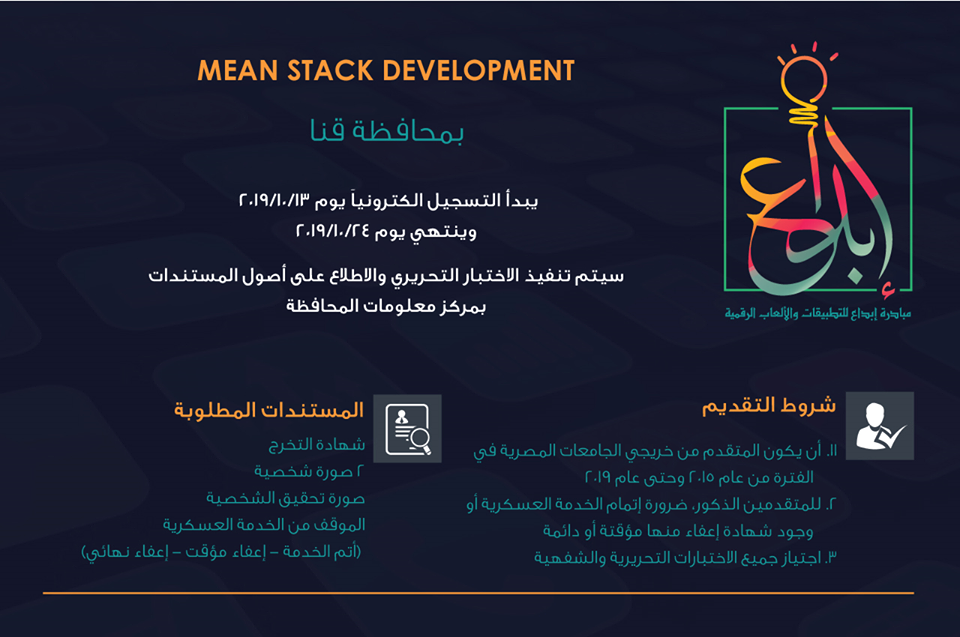 MEAN STACK DEVELOPMENT
بمحافظة قنا
يبدأ التسجيل الكترونياً يوم ٢٠١٩/١٠/١٣
وينتهي يوم ٢٠١٩/١٠/٢٤
سيتم تنفيذ الاختبار التحريري والاطلاع على أصول المستندات
بمركز معلومات المحافظة
إبداع
مبادرة إبداع للتطبيقات والألعاب الرقمية
شروط التقديم
١١. أن يكون المتقدم من خريجي الجامعات المصرية في
الفترة من عام ٢٠١٥ وحتى عام ٢٠١٩
٢. للمتقدمين الذكور، ضرورة إتمام الخدمة العسكرية أو
وجود شهادة إعفاء منها مؤقتة أو دائمة
٣. اجتياز جميع الاختبارات التحريرية والشفهية
المستندات المطلوبة
شهادة التخرج
٢ صورة شخصية
صورة تحقيق الشخصية
الموقف من الخدمة العسكرية
(أتم الخدمة – إعفاء مؤقت – إعفاء نهائي)